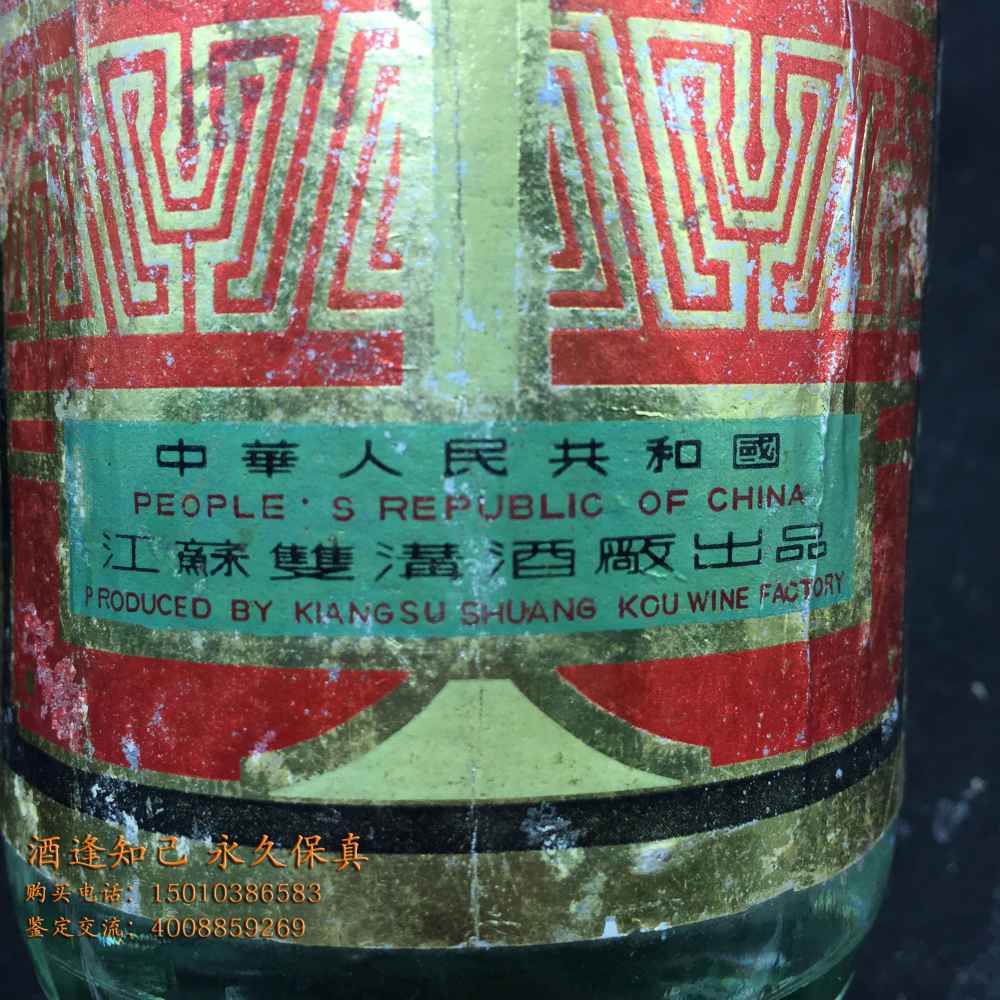 中華人民共和國
PEOPLE'S REPUBLIC OF CHINA
江蘇雙溝酒廠出品
PRODUCED BY KIANGSU SHUANG KOU WINE FACTORY
酒逢知己 永久保真
购买电话：15010386583
鉴定交流：4008859269